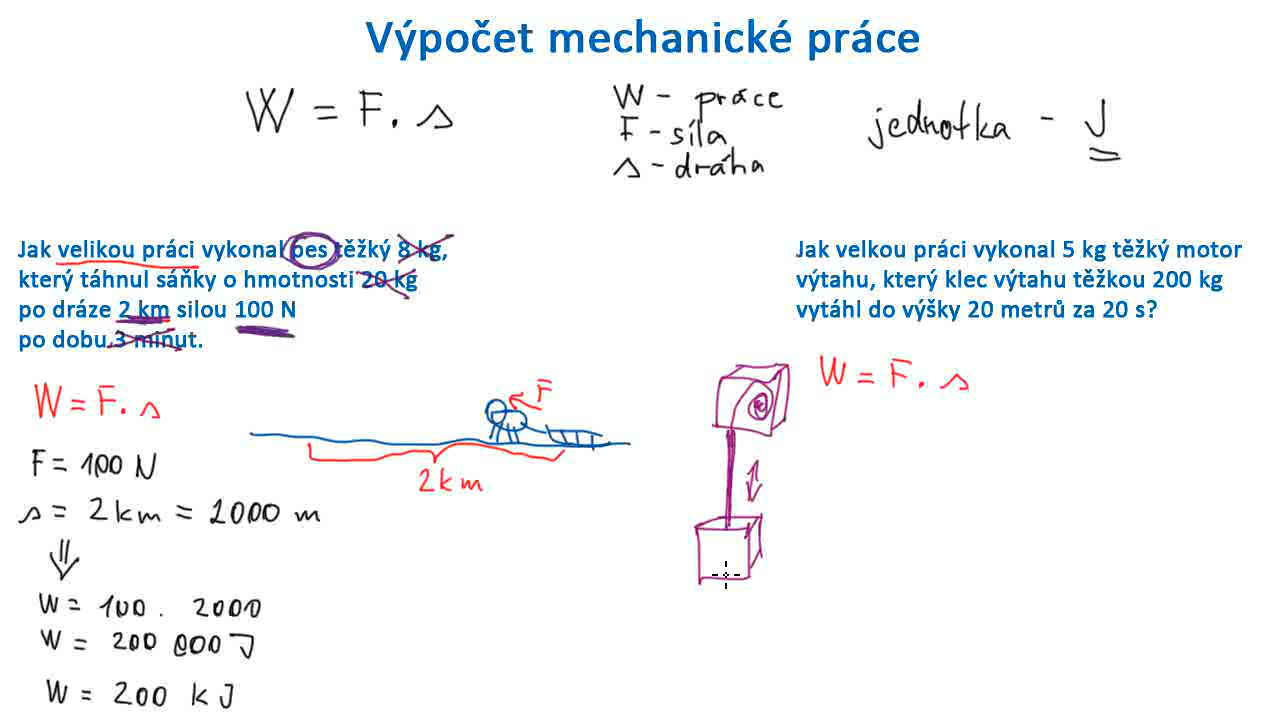 Výpočet mechanické práce
W = F. s
W - práce
F - síla
s - dráha
jednotka - J
Jak velikou práci vykonal pes těžký 8 kg,
který táhnul sáňky o hmotnosti 20 kg
po dráze 2 km silou 100 N
po dobu 3 minut.
W = F. s
F = 100 N
s = 2 km = 2000 m
W = 100 . 2000
W = 200 000 J
W = 200 kJ
F
2 km
Jak velkou práci vykonal 5 kg těžký motor
výtahu, který klec výtahu těžkou 200 kg
vytáhl do výšky 20 metrů za 20 s?
W = F. s